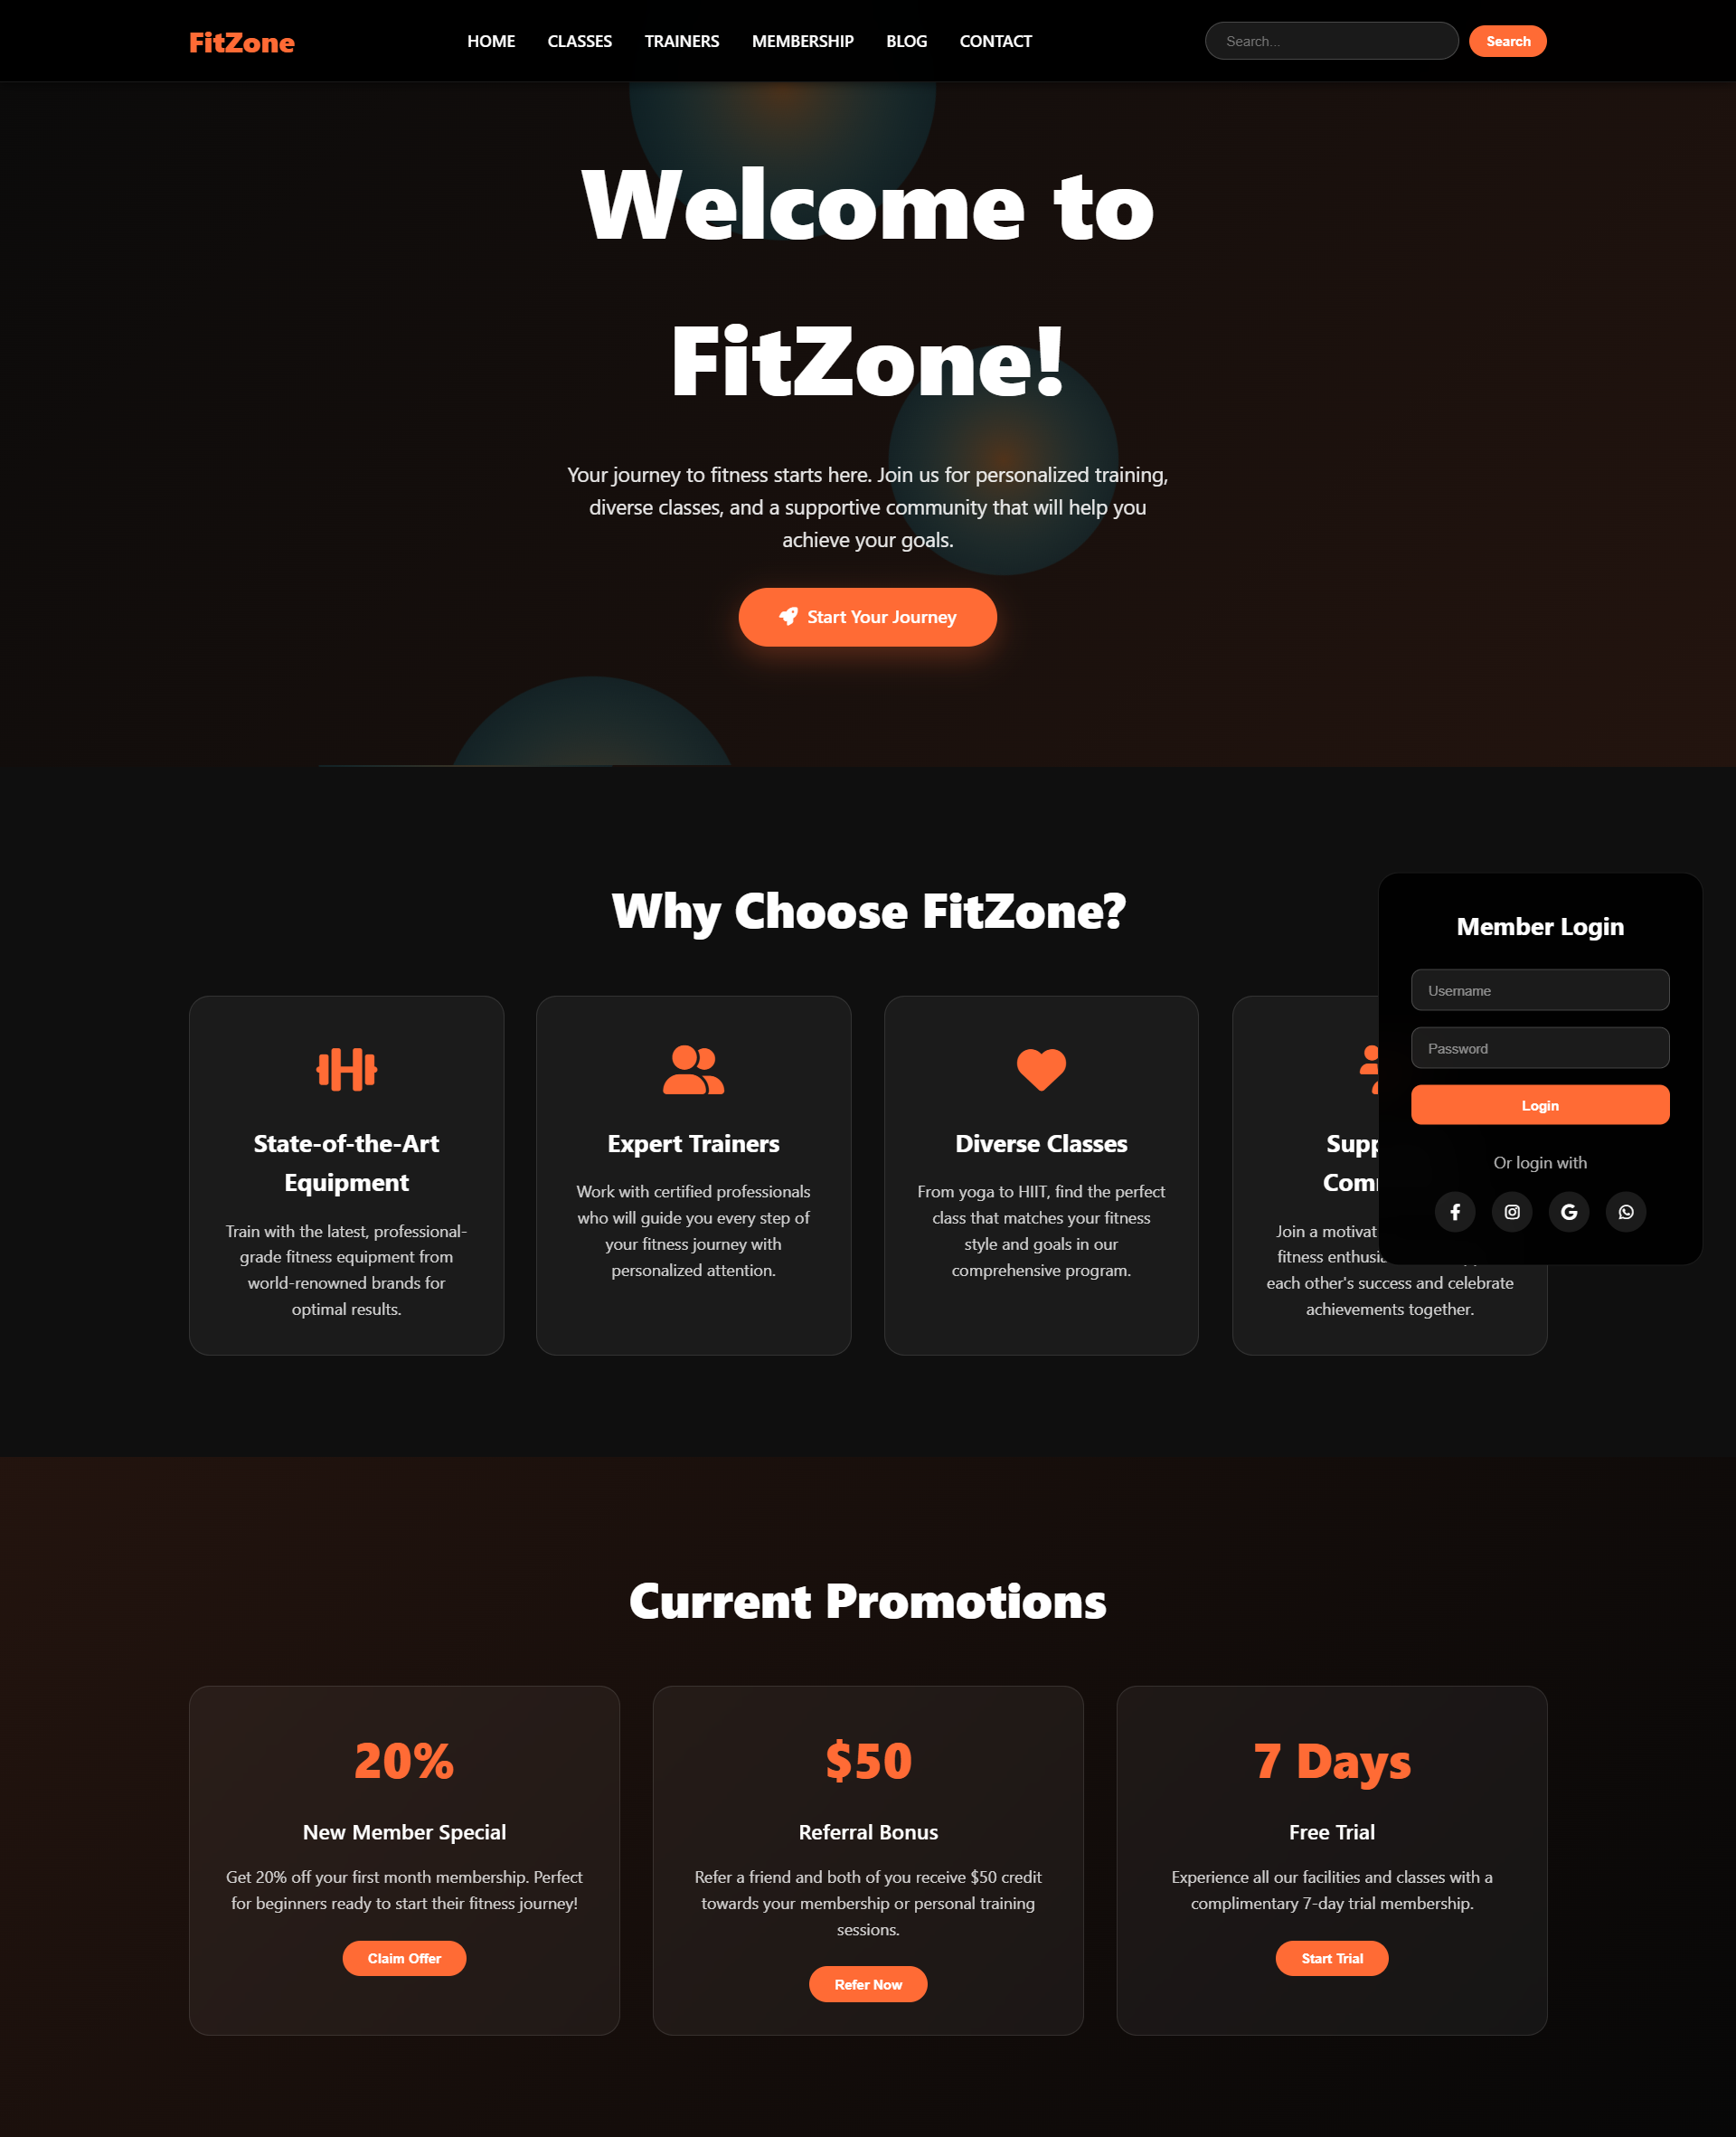 FitZone
HOME CLASSES TRAINERS MEMBERSHIP BLOG CONTACT
Search...
Search
Welcome to
FitZone!
Your journey to fitness starts here. Join us for personalized training,
diverse classes, and a supportive community that will help you
achieve your goals.
Start Your Journey
Why Choose FitZone?
State-of-the-Art
Equipment
Train with the latest, professional-
grade fitness equipment from
world-renowned brands for
optimal results.
Expert Trainers
Work with certified professionals
who will guide you every step of
your fitness journey with
personalized attention.
Diverse Classes
From yoga to HIIT, find the perfect
class that matches your fitness
style and goals in our
comprehensive program.
Join a
fitness
each other's success and celebrate
achievements together.
Member Login
Username
Password
Login
Or login with
Current Promotions
20%
New Member Special
Get 20% off your first month membership. Perfect
for beginners ready to start their fitness journey!
Claim Offer
$50
Referral Bonus
Refer a friend and both of you receive $50 credit
towards your membership or personal training
sessions.
Refer Now
7 Days
Free Trial
Experience all our facilities and classes with a
complimentary 7-day trial membership.
Start Trial